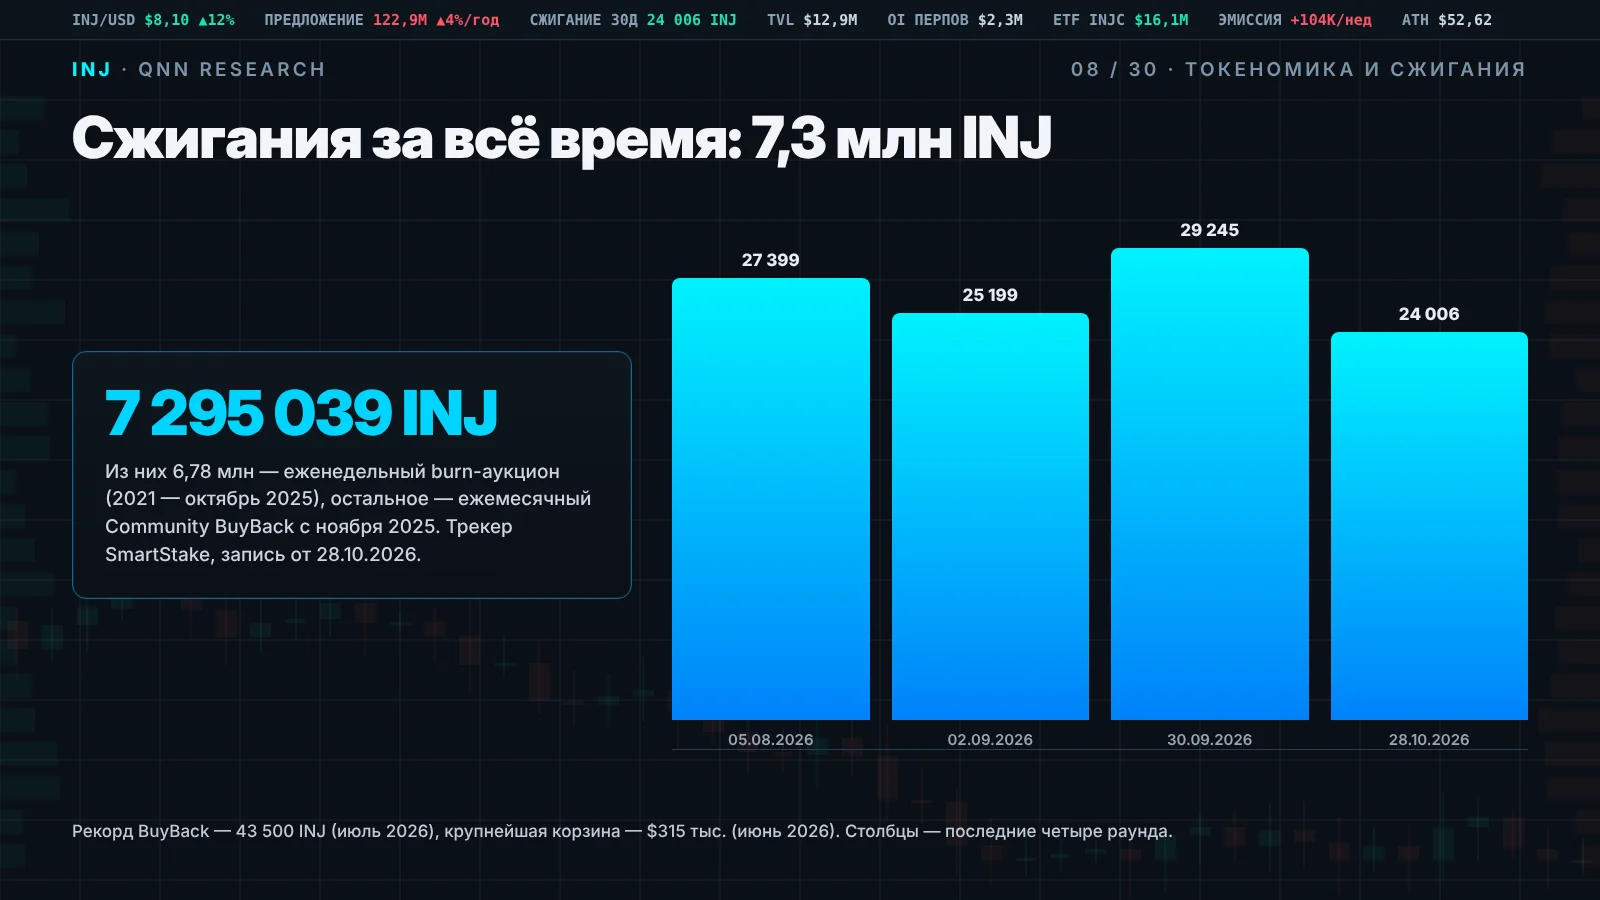 INJ/USD $8,10 ▲12% ПРЕДЛОЖЕНИЕ 122,9M ▲4%/год СЖИГАНИЕ 30Д 24 006 INJ TVL $12,9M OI ПЕРПОВ $2,3M ETF INJC $16,1M ЭМИССИЯ +104K/нед ATH $52,62
INJ · QNN RESEARCH
08 / 30 · ТОКЕНОМИКА И СЖИГАНИЯ
Сжигания за всё время: 7,3 млн INJ
7 295 039 INJ
Из них 6,78 млн — еженедельный burn-аукцион
(2021 — октябрь 2025), остальное — ежемесячный
Community BuyBack с ноября 2025. Трекер
SmartStake, запись от 28.10.2026.
27 399
25 199
29 245
24 006
05.08.2026
02.09.2026
30.09.2026
28.10.2026
Рекорд BuyBack — 43 500 INJ (июль 2026), крупнейшая корзина — $315 тыс. (июнь 2026). Столбцы — последние четыре раунда.